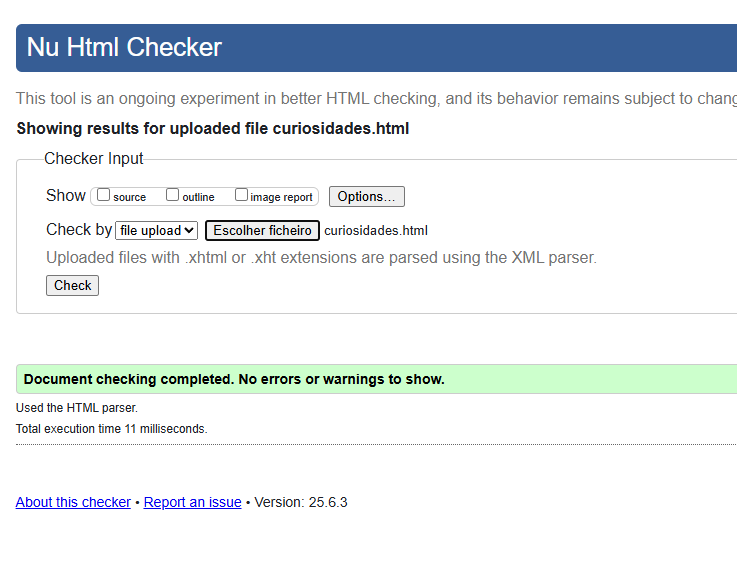 Nu Html Checker
This tool is an ongoing experiment in better HTML checking, and its behavior remains subject to chang
Showing results for uploaded file curiosidades.html
Checker Input
Show source outline image report Options...
Check by file upload Escolher ficheiro curiosidades.html
Uploaded files with .xhtml or .xht extensions are parsed using the XML parser.
Check
Document checking completed. No errors or warnings to show.
Used the HTML parser.
Total execution time 11 milliseconds.
About this checker • Report an issue • Version: 25.6.3